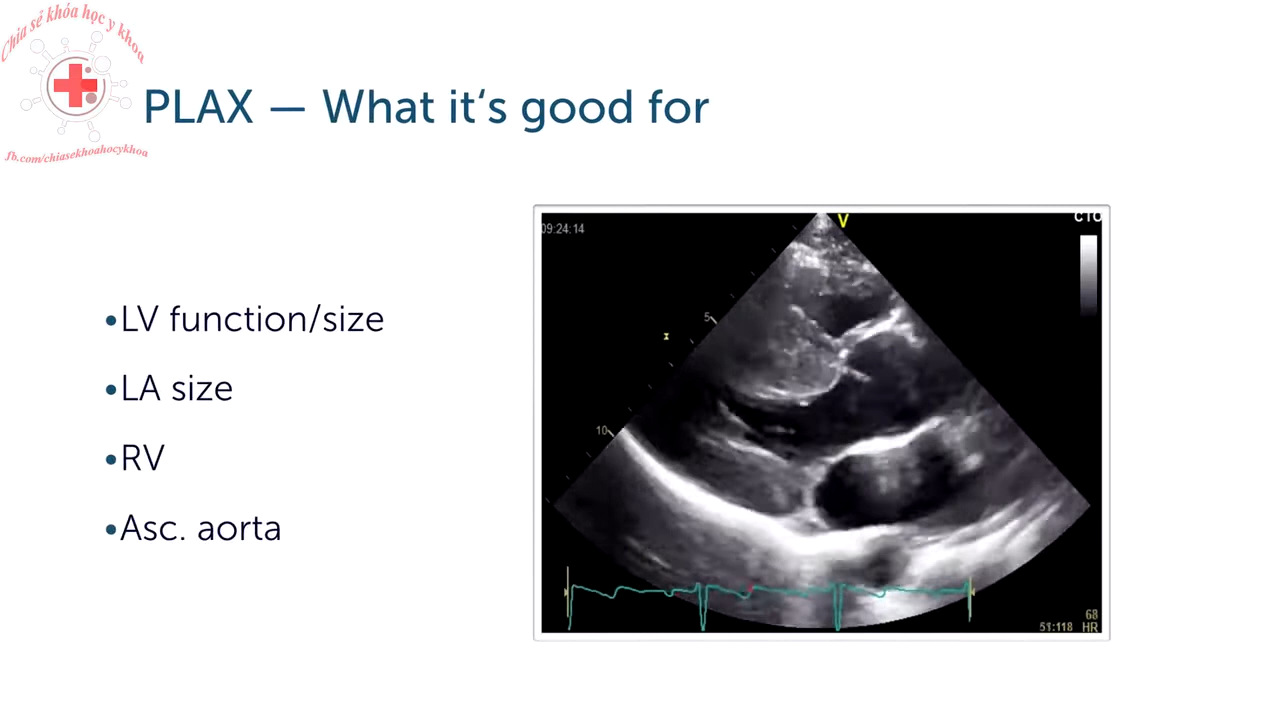 Chia sẻ khóa học y khoa
fb.com/chiasekhoahocykhoa
PLAX — What it‘s good for
•LV function/size
•LA size
•RV
•Asc. aorta
09:24:14
V
5
10
68
51:118 HR